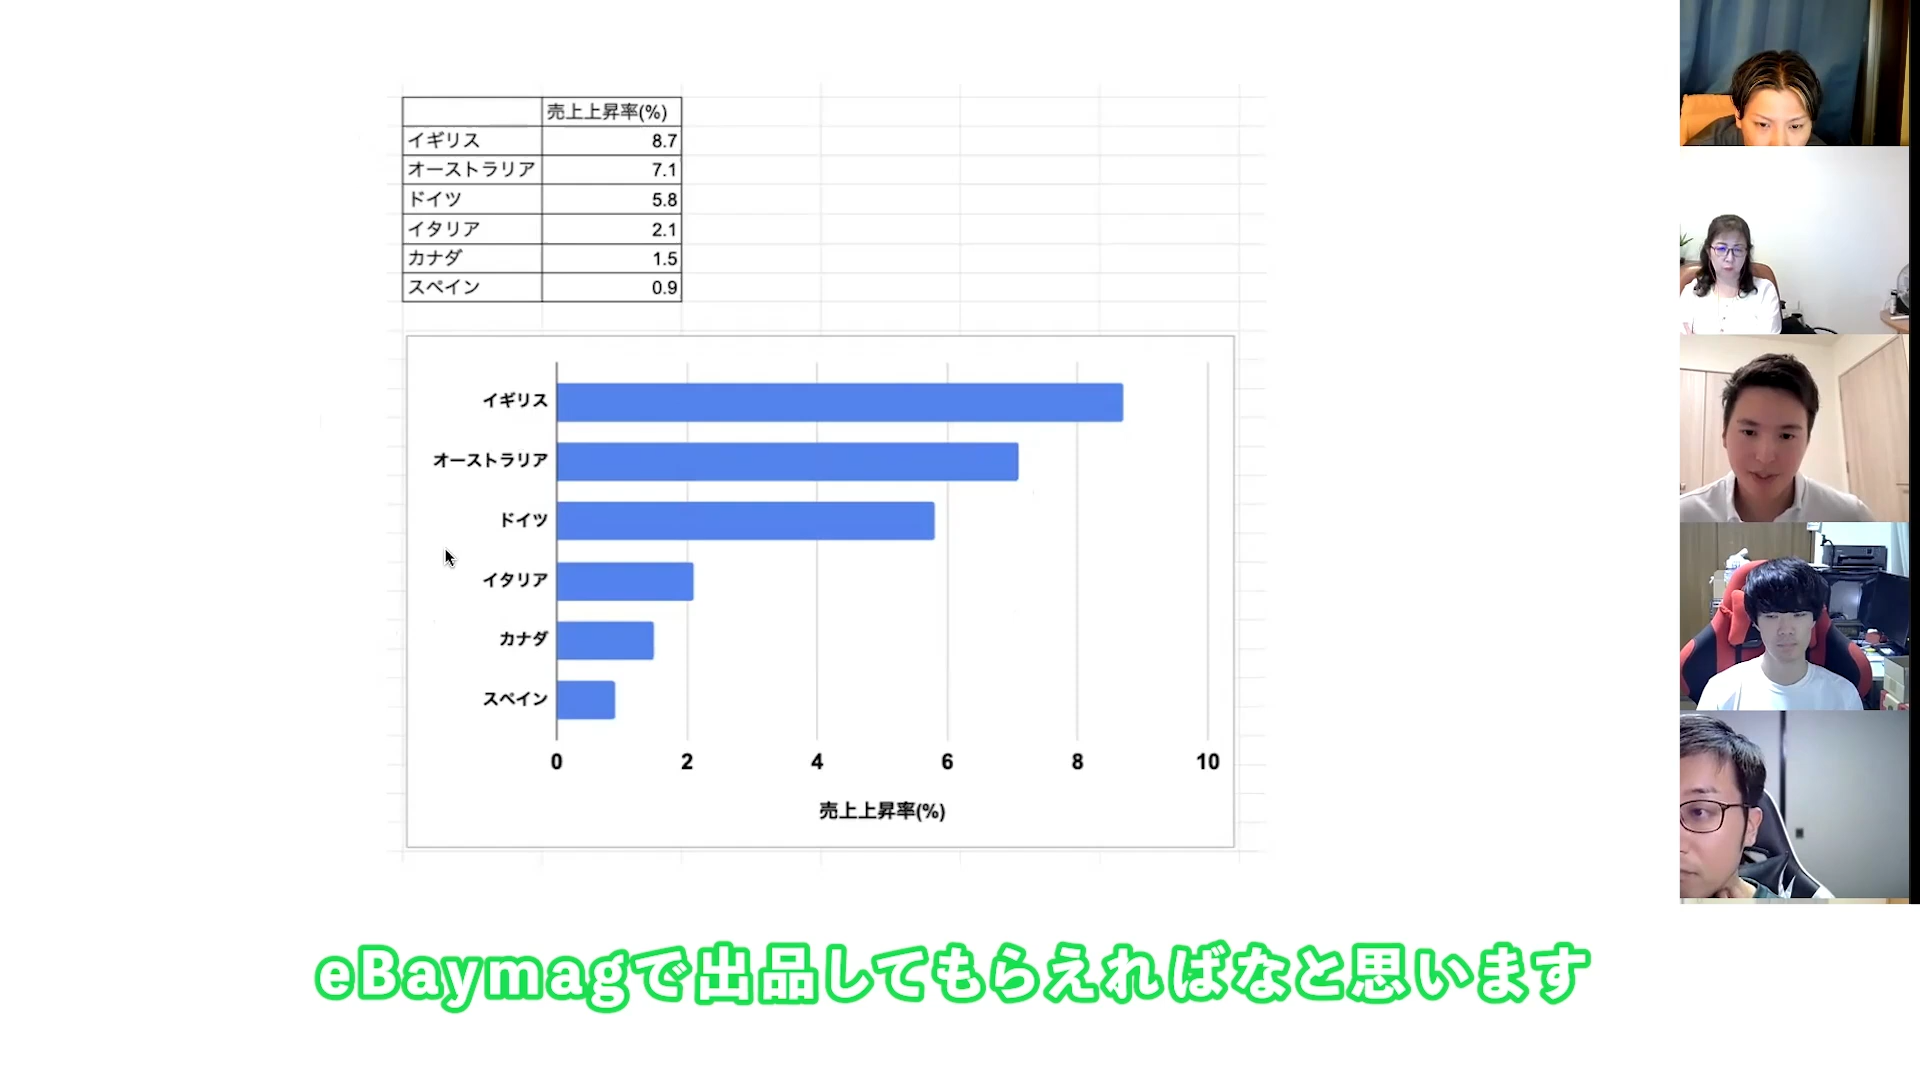 売上上昇率(%)
イギリス 8.7
オーストラリア 7.1
ドイツ 5.8
イタリア 2.1
カナダ 1.5
スペイン 0.9
イギリス
オーストラリア
ドイツ
イタリア
カナダ
スペイン
0 2 4 6 8 10
売上上昇率(%)
eBaymagで出品してもらえればなと思います